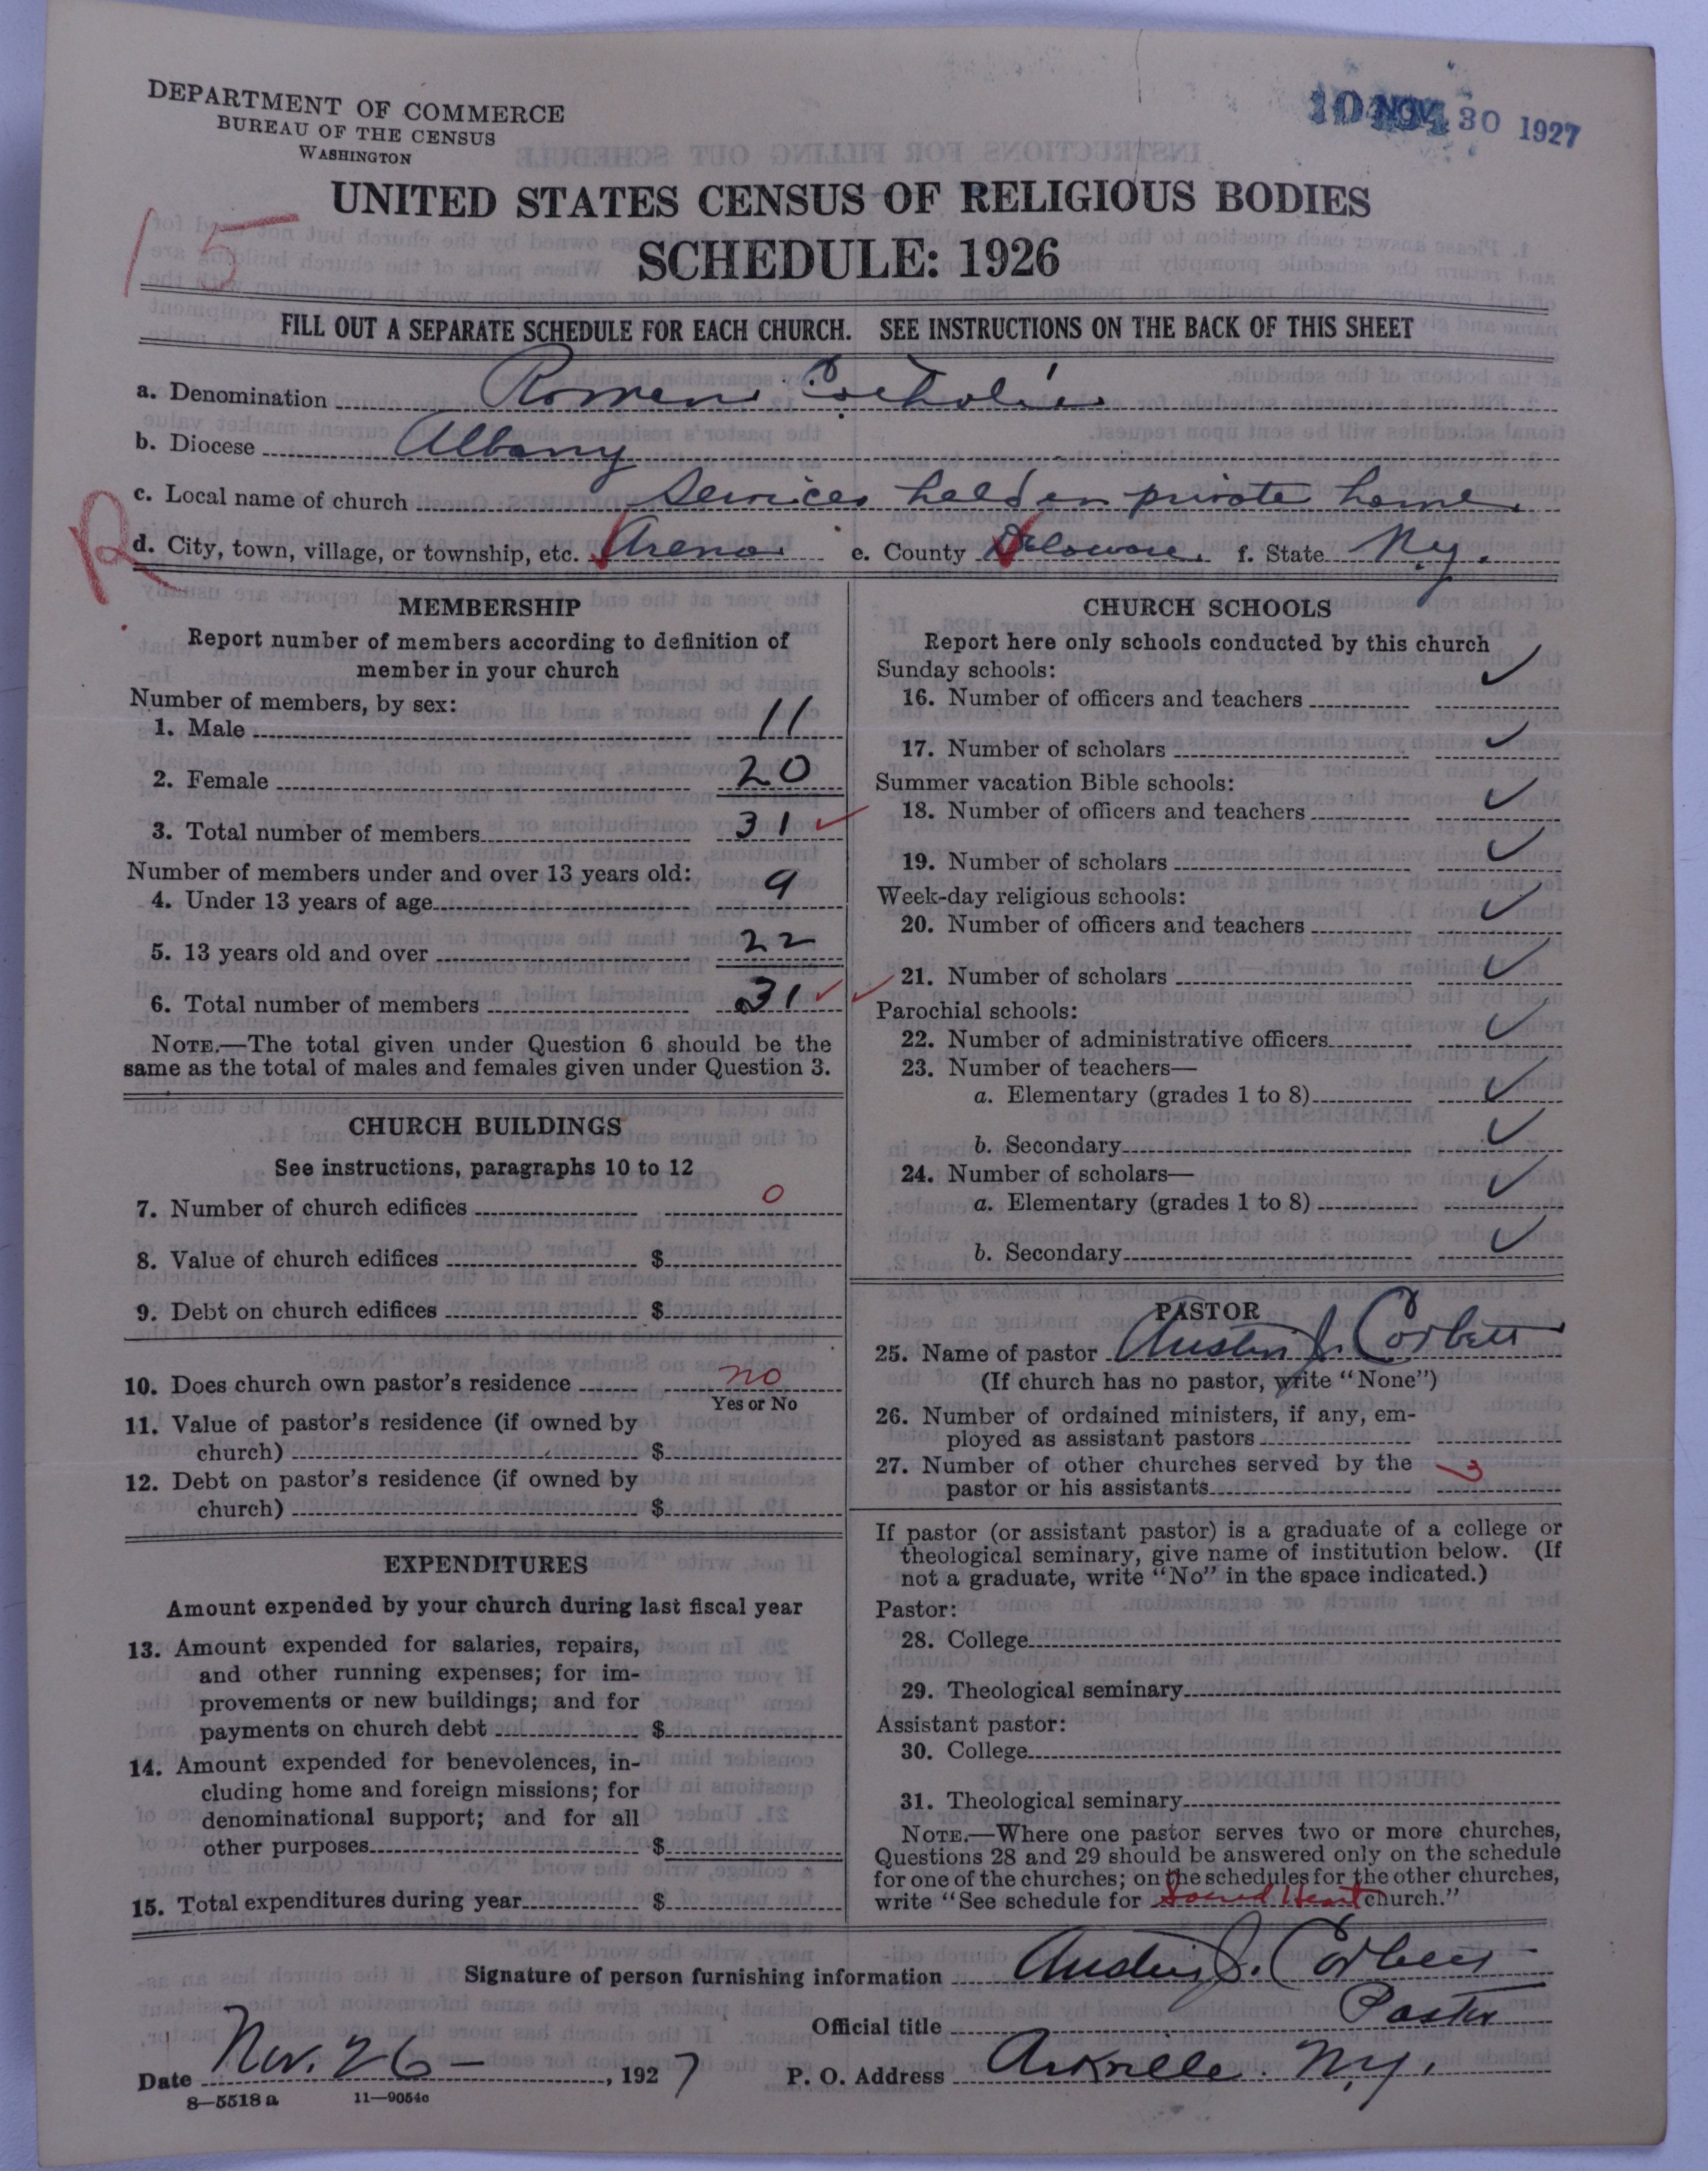 DEPARTMENT OF COMMERCE
BUREAU OF THE CENSUS
WASHINGTON
NOV 30 1927
UNITED STATES CENSUS OF RELIGIOUS BODIES
SCHEDULE: 1926
15
FILL OUT A SEPARATE SCHEDULE FOR EACH CHURCH. SEE INSTRUCTIONS ON THE BACK OF THIS SHEET
a. Denomination Roman Catholic
b. Diocese Albany
c. Local name of church Services held in private home
R
d. City, town, village, or township, etc. Arena e. County Delaware. f. State N.y.
MEMBERSHIP
Report number of members according to definition of
member in your church
Number of members, by sex:
1. Male 11
2. Female 20
3. Total number of members 31 ✓
Number of members under and over 13 years old:
4. Under 13 years of age 9
5. 13 years old and over 22
6. Total number of members 31 ✓
NOTE.—The total given under Question 6 should be the
same as the total of males and females given under Question 3.
CHURCH BUILDINGS
See instructions, paragraphs 10 to 12
7. Number of church edifices 0
8. Value of church edifices $
9. Debt on church edifices $
10. Does church own pastor's residence no
Yes or No
11. Value of pastor's residence (if owned by
church) $
12. Debt on pastor's residence (if owned by
church) $
EXPENDITURES
Amount expended by your church during last fiscal year
13. Amount expended for salaries, repairs,
and other running expenses; for im-
provements or new buildings; and for
payments on church debt $
14. Amount expended for benevolences, in-
cluding home and foreign missions; for
denominational support; and for all
other purposes $
15. Total expenditures during year $
CHURCH SCHOOLS
Report here only schools conducted by this church
Sunday schools:
16. Number of officers and teachers ✓
17. Number of scholars ✓
Summer vacation Bible schools:
18. Number of officers and teachers ✓
19. Number of scholars ✓
Week-day religious schools:
20. Number of officers and teachers ✓
✓ 21. Number of scholars ✓
Parochial schools:
22. Number of administrative officers ✓
23. Number of teachers—
a. Elementary (grades 1 to 8) ✓
b. Secondary ✓
24. Number of scholars—
a. Elementary (grades 1 to 8) ✓
b. Secondary ✓
PASTOR
25. Name of pastor Austin J. Corbett
(If church has no pastor, write "None")
26. Number of ordained ministers, if any, em-
ployed as assistant pastors
27. Number of other churches served by the
pastor or his assistants 3
If pastor (or assistant pastor) is a graduate of a college or
theological seminary, give name of institution below. (If
not a graduate, write "No" in the space indicated.)
Pastor:
28. College
29. Theological seminary
Assistant pastor:
30. College
31. Theological seminary
NOTE.—Where one pastor serves two or more churches,
Questions 28 and 29 should be answered only on the schedule
for one of the churches; on the schedules for the other churches,
write "See schedule for Sacred Heart church."
Signature of person furnishing information Austin J. Corbett
Official title Pastor
Date Nov. 26 - , 1927 P. O. Address Arkville. N.y.
8—5518a 11—9054c